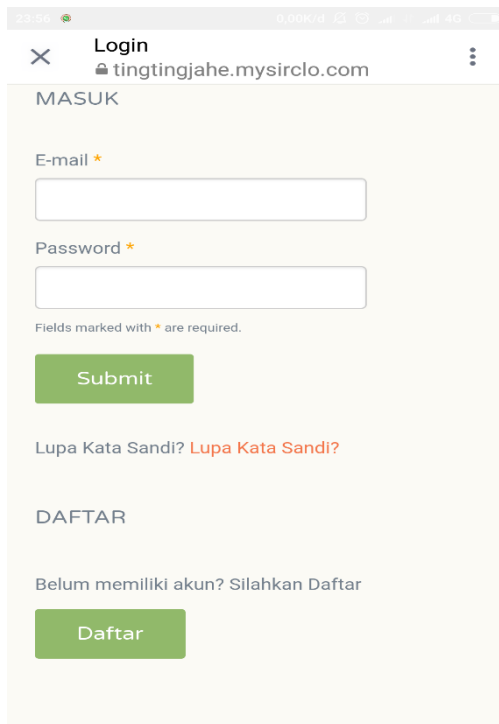 23:56 0,00K/d 4G
Login
tingtingjahe.mysirclo.com
MASUK
E-mail *
Password *
Fields marked with * are required.
Submit
Lupa Kata Sandi? Lupa Kata Sandi?
DAFTAR
Belum memiliki akun? Silahkan Daftar
Daftar